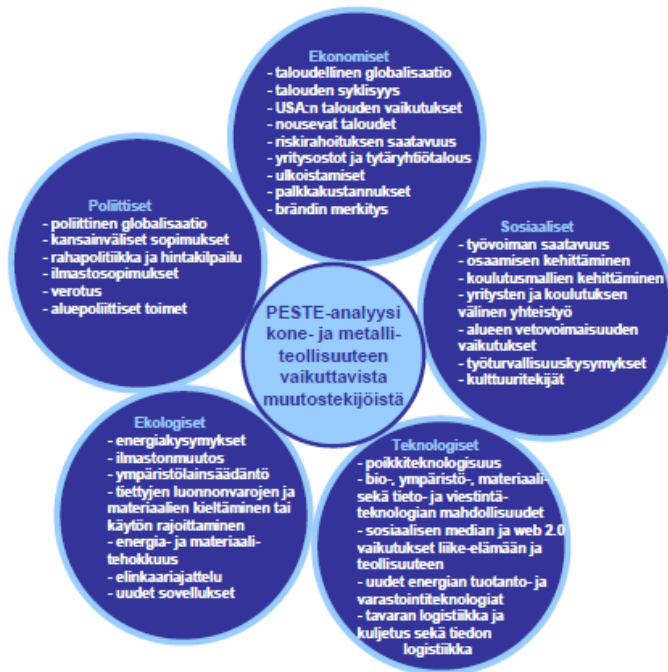 Ekonomiset
- taloudellinen globalisaatio
- talouden syklisyys
- USA:n talouden vaikutukset
- nousevat taloudet
- riskirahoituksen saatavuus
- yritysostot ja tytäryhtiötalous
- ulkoistamiset
- palkkakustannukset
- brändin merkitys
Poliittiset
- poliittinen globalisaatio
- kansainväliset sopimukset
- rahapolitiikka ja hintakilpailu
- ilmastosopimukset
- verotus
- aluepoliittiset toimet
Sosiaaliset
- työvoiman saatavuus
- osaamisen kehittäminen
- koulutusmallien kehittäminen
- yritysten ja koulutuksen
välinen yhteistyö
- alueen vetovoimaisuuden
vaikutukset
- työturvallisuuskysymykset
- kulttuuritekijät
PESTE-analyysi
kone- ja metalli-
teollisuuteen
vaikuttavista
muutostekijöistä
Ekologiset
- energiakysymykset
- ilmastonmuutos
- ympäristölainsäädäntö
- tiettyjen luonnonvarojen ja
materiaalien kieltäminen tai
käytön rajoittaminen
- energia- ja materiaali-
tehokkuus
- elinkaariajattelu
- uudet sovellukset
Teknologiset
- poikkiteknologisuus
- bio-, ympäristö-, materiaali-
sekä tieto- ja viestintä-
teknologian mahdollisuudet
- sosiaalisen median ja web 2.0
vaikutukset liike-elämään ja
teollisuuteen
- uudet energian tuotanto- ja
varastointiteknologiat
- tavaran logistiikka ja
kuljetus sekä tiedon
logistiikka